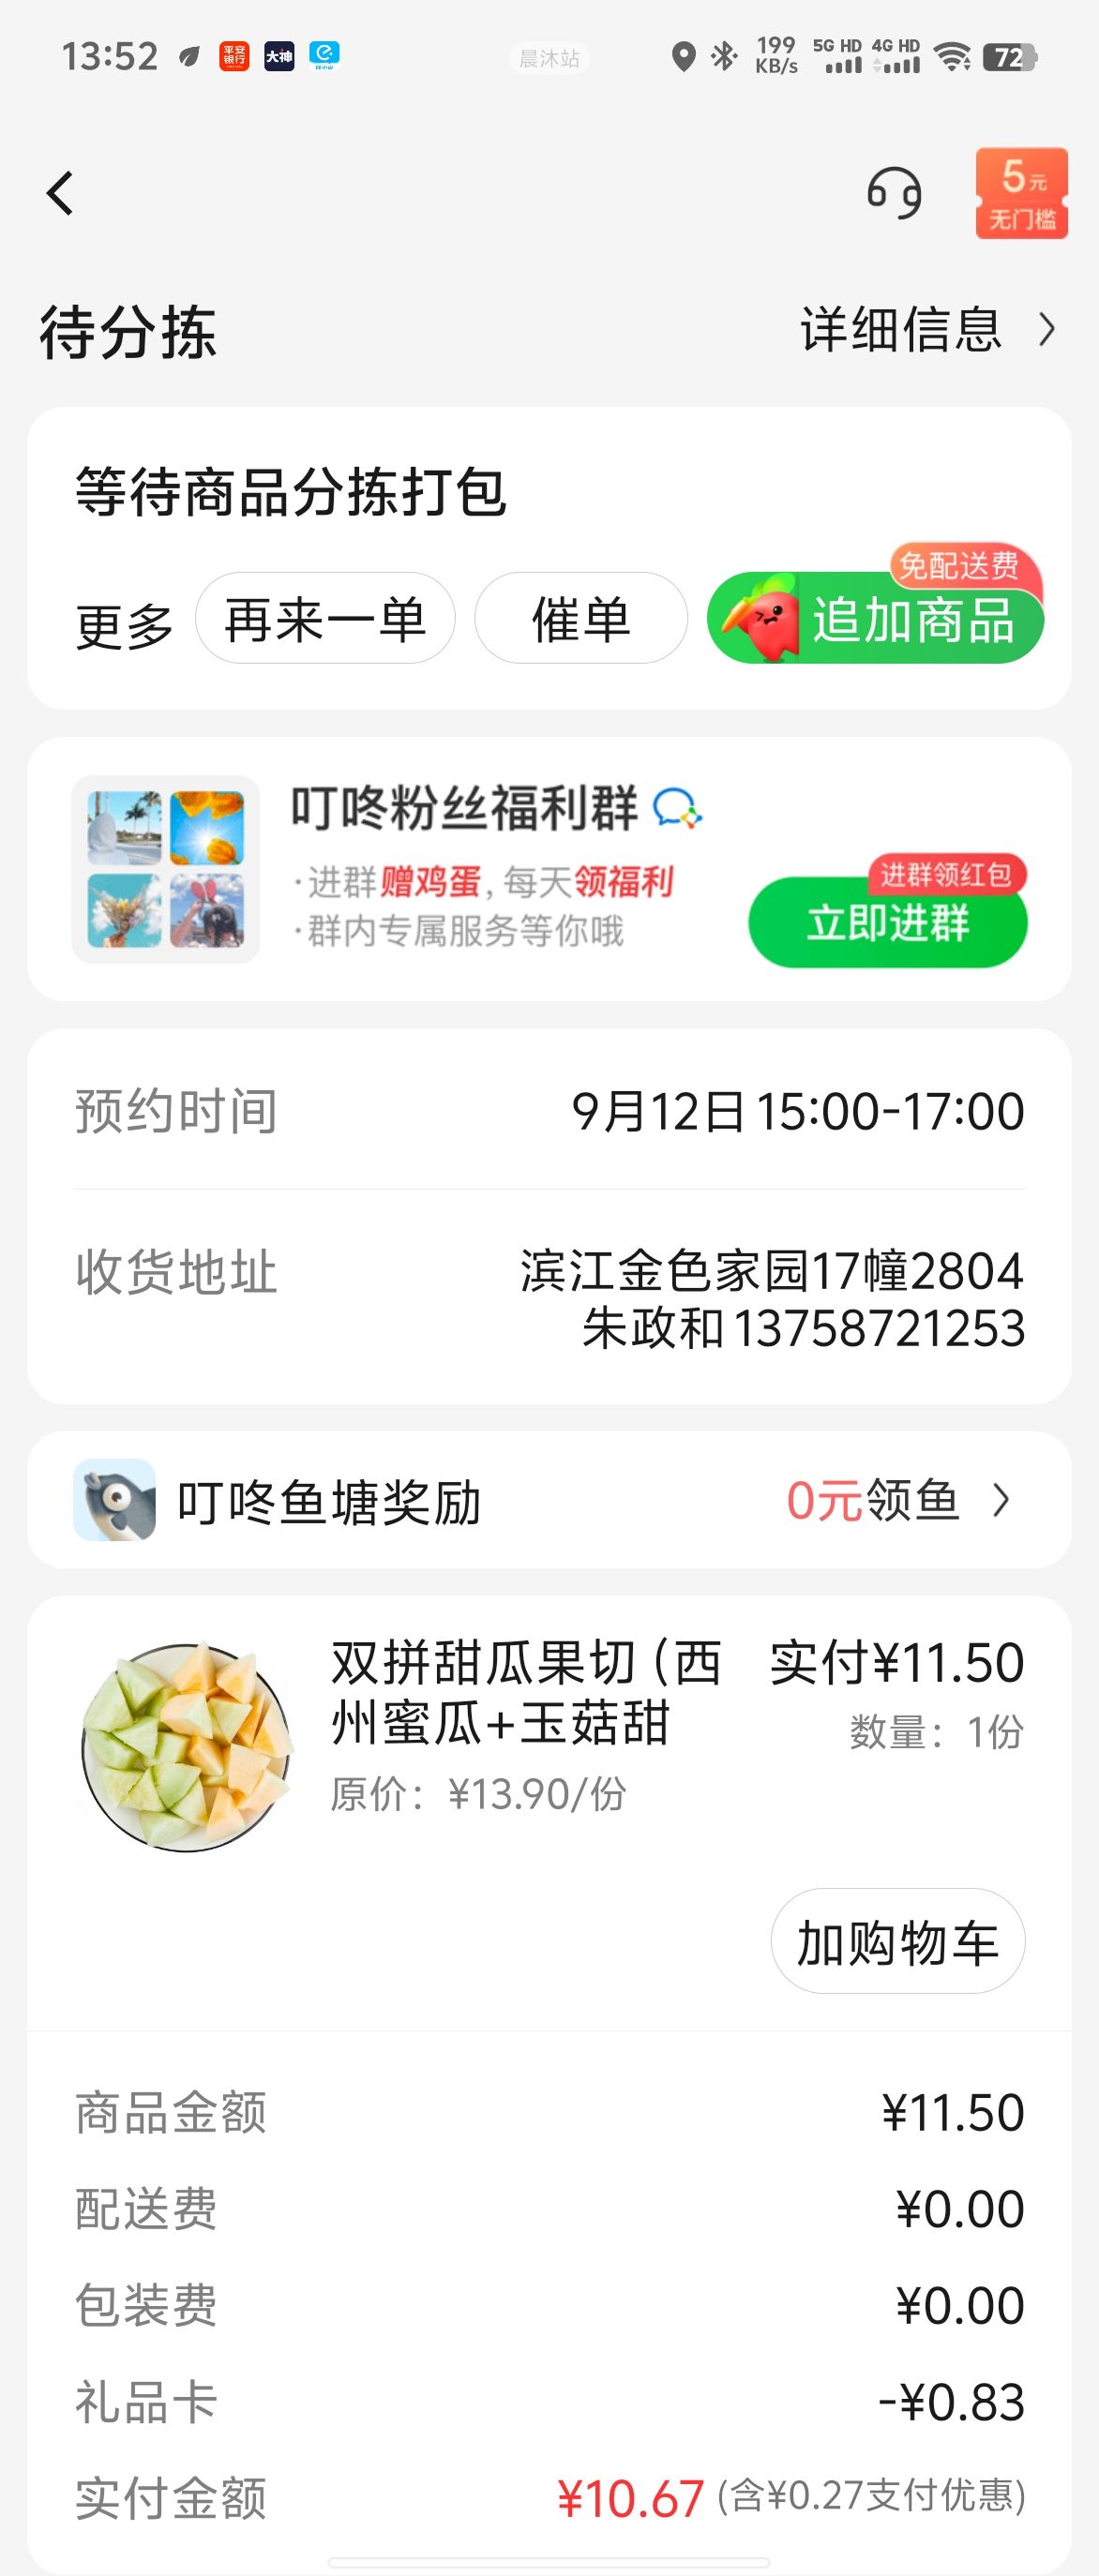 13:52
平安银行
大神
晨沐站
199 KB/s
5G HD 4G HD
72
5元
无门槛
待分拣
详细信息
等待商品分拣打包
免配送费
更多 再来一单 催单 追加商品
叮咚粉丝福利群
·进群赠鸡蛋,每天领福利
进群领红包
·群内专属服务等你哦
立即进群
预约时间 9月12日 15:00-17:00
收货地址 滨江金色家园17幢2804
朱政和 13758721253
叮咚鱼塘奖励 0元领鱼
双拼甜瓜果切 (西 实付¥11.50
州蜜瓜+玉菇甜 数量：1份
原价：¥13.90/份
加购物车
商品金额 ¥11.50
配送费 ¥0.00
包装费 ¥0.00
礼品卡 -¥0.83
实付金额 ¥10.67 (含¥0.27支付优惠)